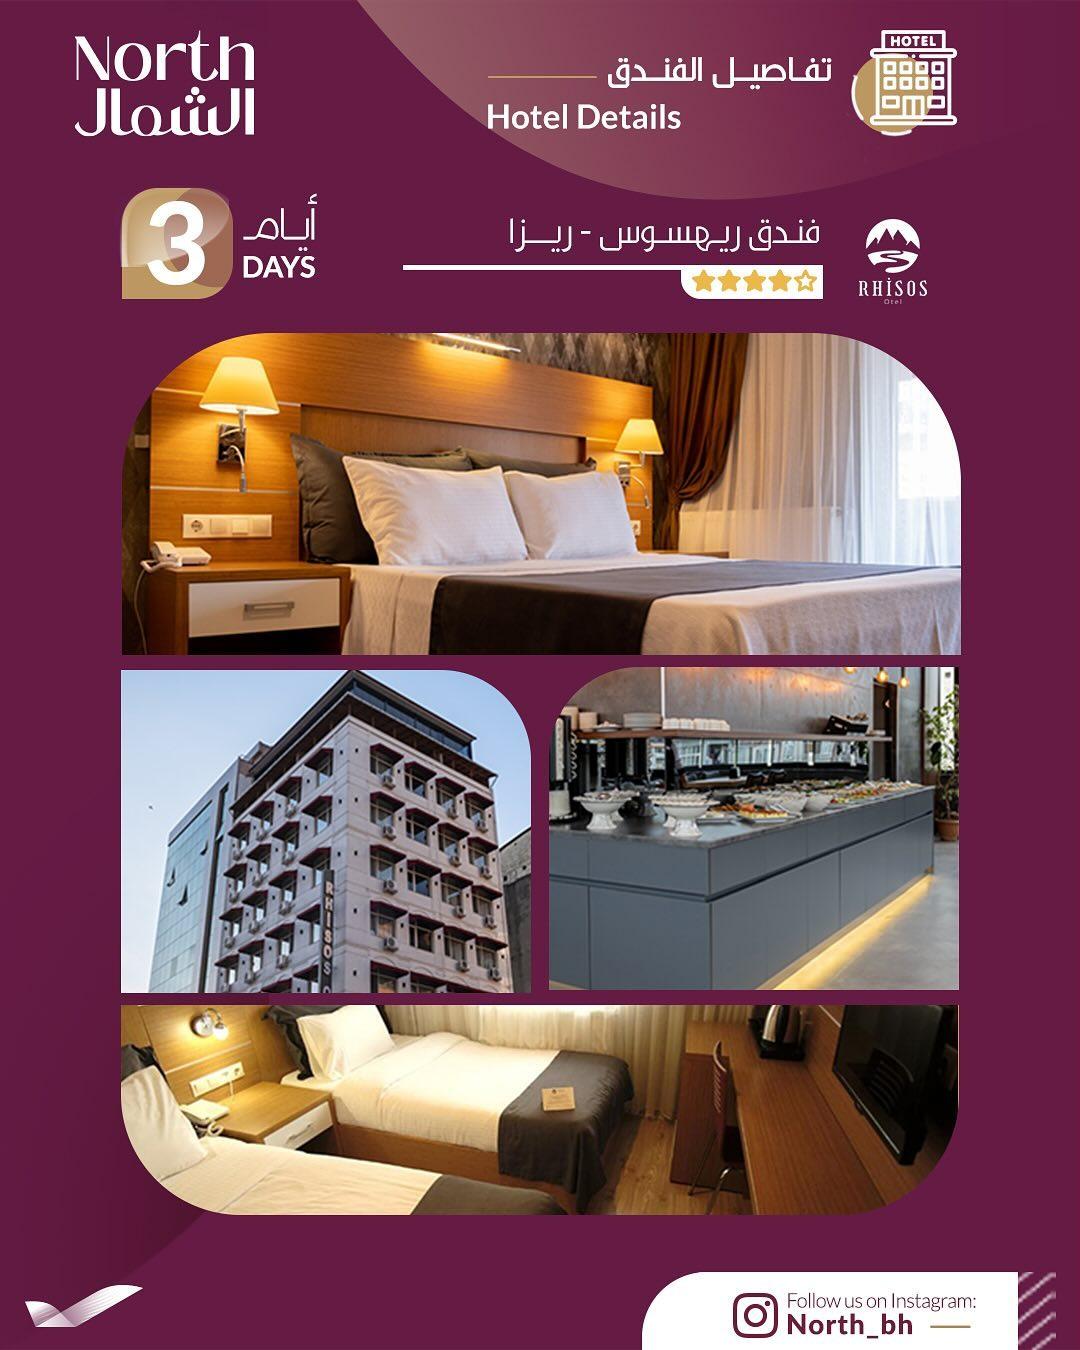 North
الشمال
تفاصيل الفندق
Hotel Details
HOTEL
3
أيام
DAYS
فندق ريهسوس - ريزا
RHİSOS
Otel
RHISOS
Follow us on Instagram:
North_bh